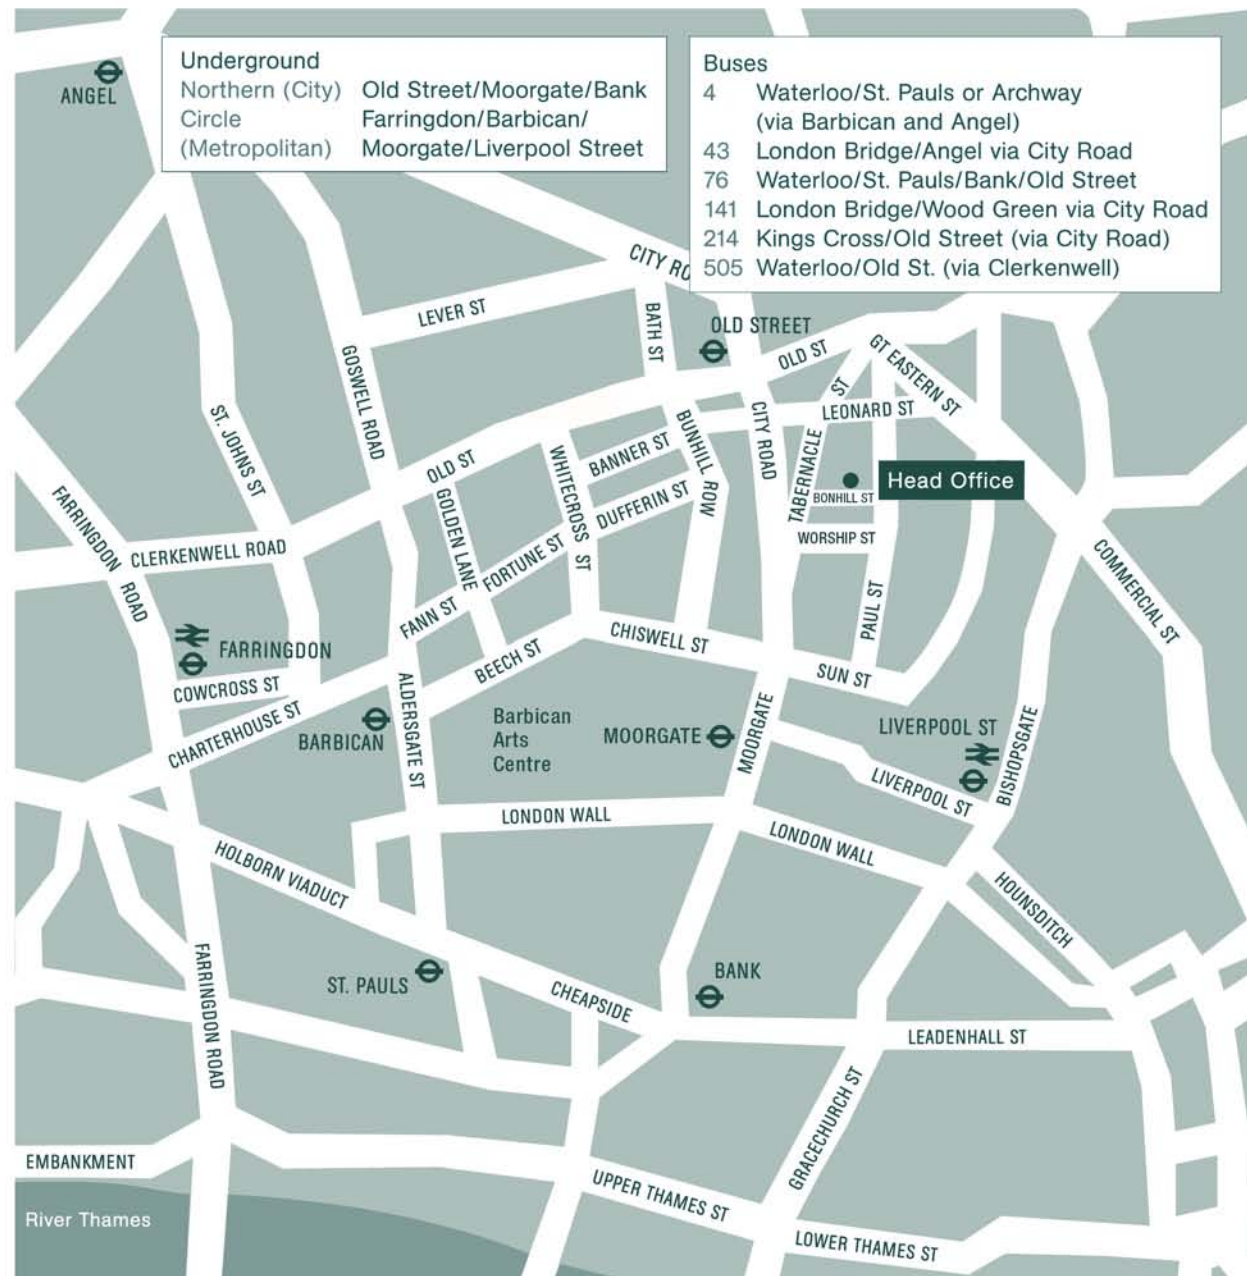 Underground
Northern (City) Old Street/Moorgate/Bank
Circle Farringdon/Barbican/
(Metropolitan) Moorgate/Liverpool Street
Buses
4 Waterloo/St. Pauls or Archway
(via Barbican and Angel)
43 London Bridge/Angel via City Road
76 Waterloo/St. Pauls/Bank/Old Street
141 London Bridge/Wood Green via City Road
214 Kings Cross/Old Street (via City Road)
505 Waterloo/Old St. (via Clerkenwell)
ANGEL
CITY RO
LEVER ST
BATH ST
OLD STREET
OLD ST
GT EASTERN ST
GOSWELL ROAD
ST. JOHNS ST
CITY ROAD
TABERNACLE ST
LEONARD ST
BUNHILL ROW
BANNER ST
WHITECROSS ST
OLD ST
GOLDEN LANE
DUFFERIN ST
Head Office
BONHILL ST
WORSHIP ST
FARRINGDON ROAD
CLERKENWELL ROAD
FORTUNE ST
FANN ST
PAUL ST
COMMERCIAL ST
FARRINGDON
CHISWELL ST
BEECH ST
SUN ST
COWCROSS ST
CHARTERHOUSE ST
BARBICAN
ALDERSGATE ST
Barbican
Arts
Centre
MOORGATE
MOORGATE
LIVERPOOL ST
LIVERPOOL ST
BISHOPSGATE
LONDON WALL
LONDON WALL
HOLBORN VIADUCT
HOUNSDITCH
FARRINGDON ROAD
ST. PAULS
CHEAPSIDE
BANK
LEADENHALL ST
GRACECHURCH ST
EMBANKMENT
UPPER THAMES ST
River Thames
LOWER THAMES ST